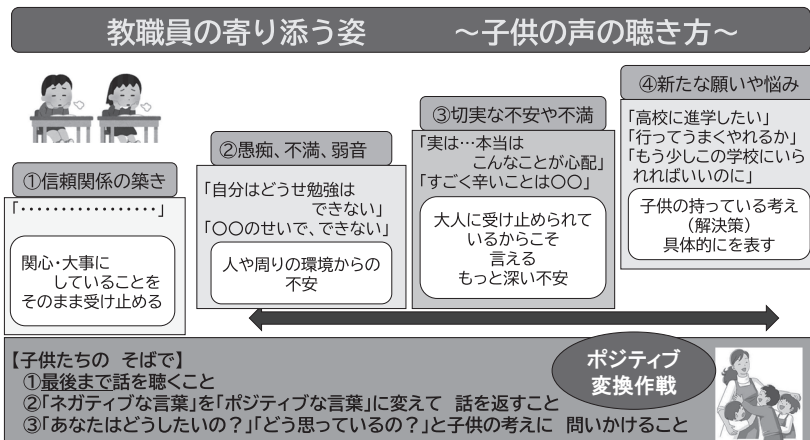 教職員の寄り添う姿　　～子供の声の聴き方～
①信頼関係の築き
「・・・・・・・・・・・・・・・・・」
関心・大事に
していることを
そのまま受け止める
②愚痴、不満、弱音
「自分はどうせ勉強は
できない」
「〇〇のせいで、できない」
人や周りの環境からの
不安
③切実な不安や不満
「実は…本当は
こんなことが心配」
「すごく辛いことは〇〇」
大人に受け止められて
いるからこそ
言える
もっと深い不安
④新たな願いや悩み
「高校に進学したい」
「行ってうまくやれるか」
「もう少しこの学校にいら
れればいいのに」
子供の持っている考え
（解決策）
具体的にを表す
【子供たちの　そばで】
①最後まで話を聴くこと
②「ネガティブな言葉」を「ポジティブな言葉」に変えて　話を返すこと
③「あなたはどうしたいの？」「どう思っているの？」と子供の考えに　問いかけること
ポジティブ
変換作戦